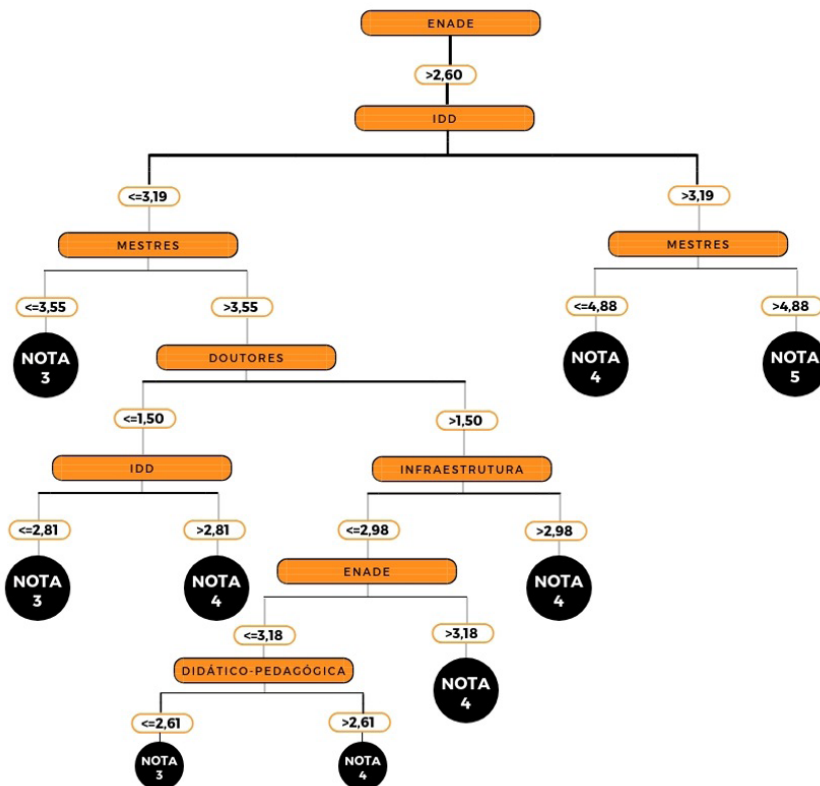 ENADE
>2,60
IDD
<=3,19
>3,19
MESTRES
MESTRES
<=3,55
>3,55
<=4,88
>4,88
NOTA
3
DOUTORES
NOTA
4
NOTA
5
<=1,50
>1,50
IDD
INFRAESTRUTURA
<=2,81
>2,81
<=2,98
>2,98
NOTA
3
NOTA
4
ENADE
NOTA
4
<=3,18
>3,18
DIDÁTICO-PEDAGÓGICA
NOTA
4
<=2,61
>2,61
NOTA
3
NOTA
4